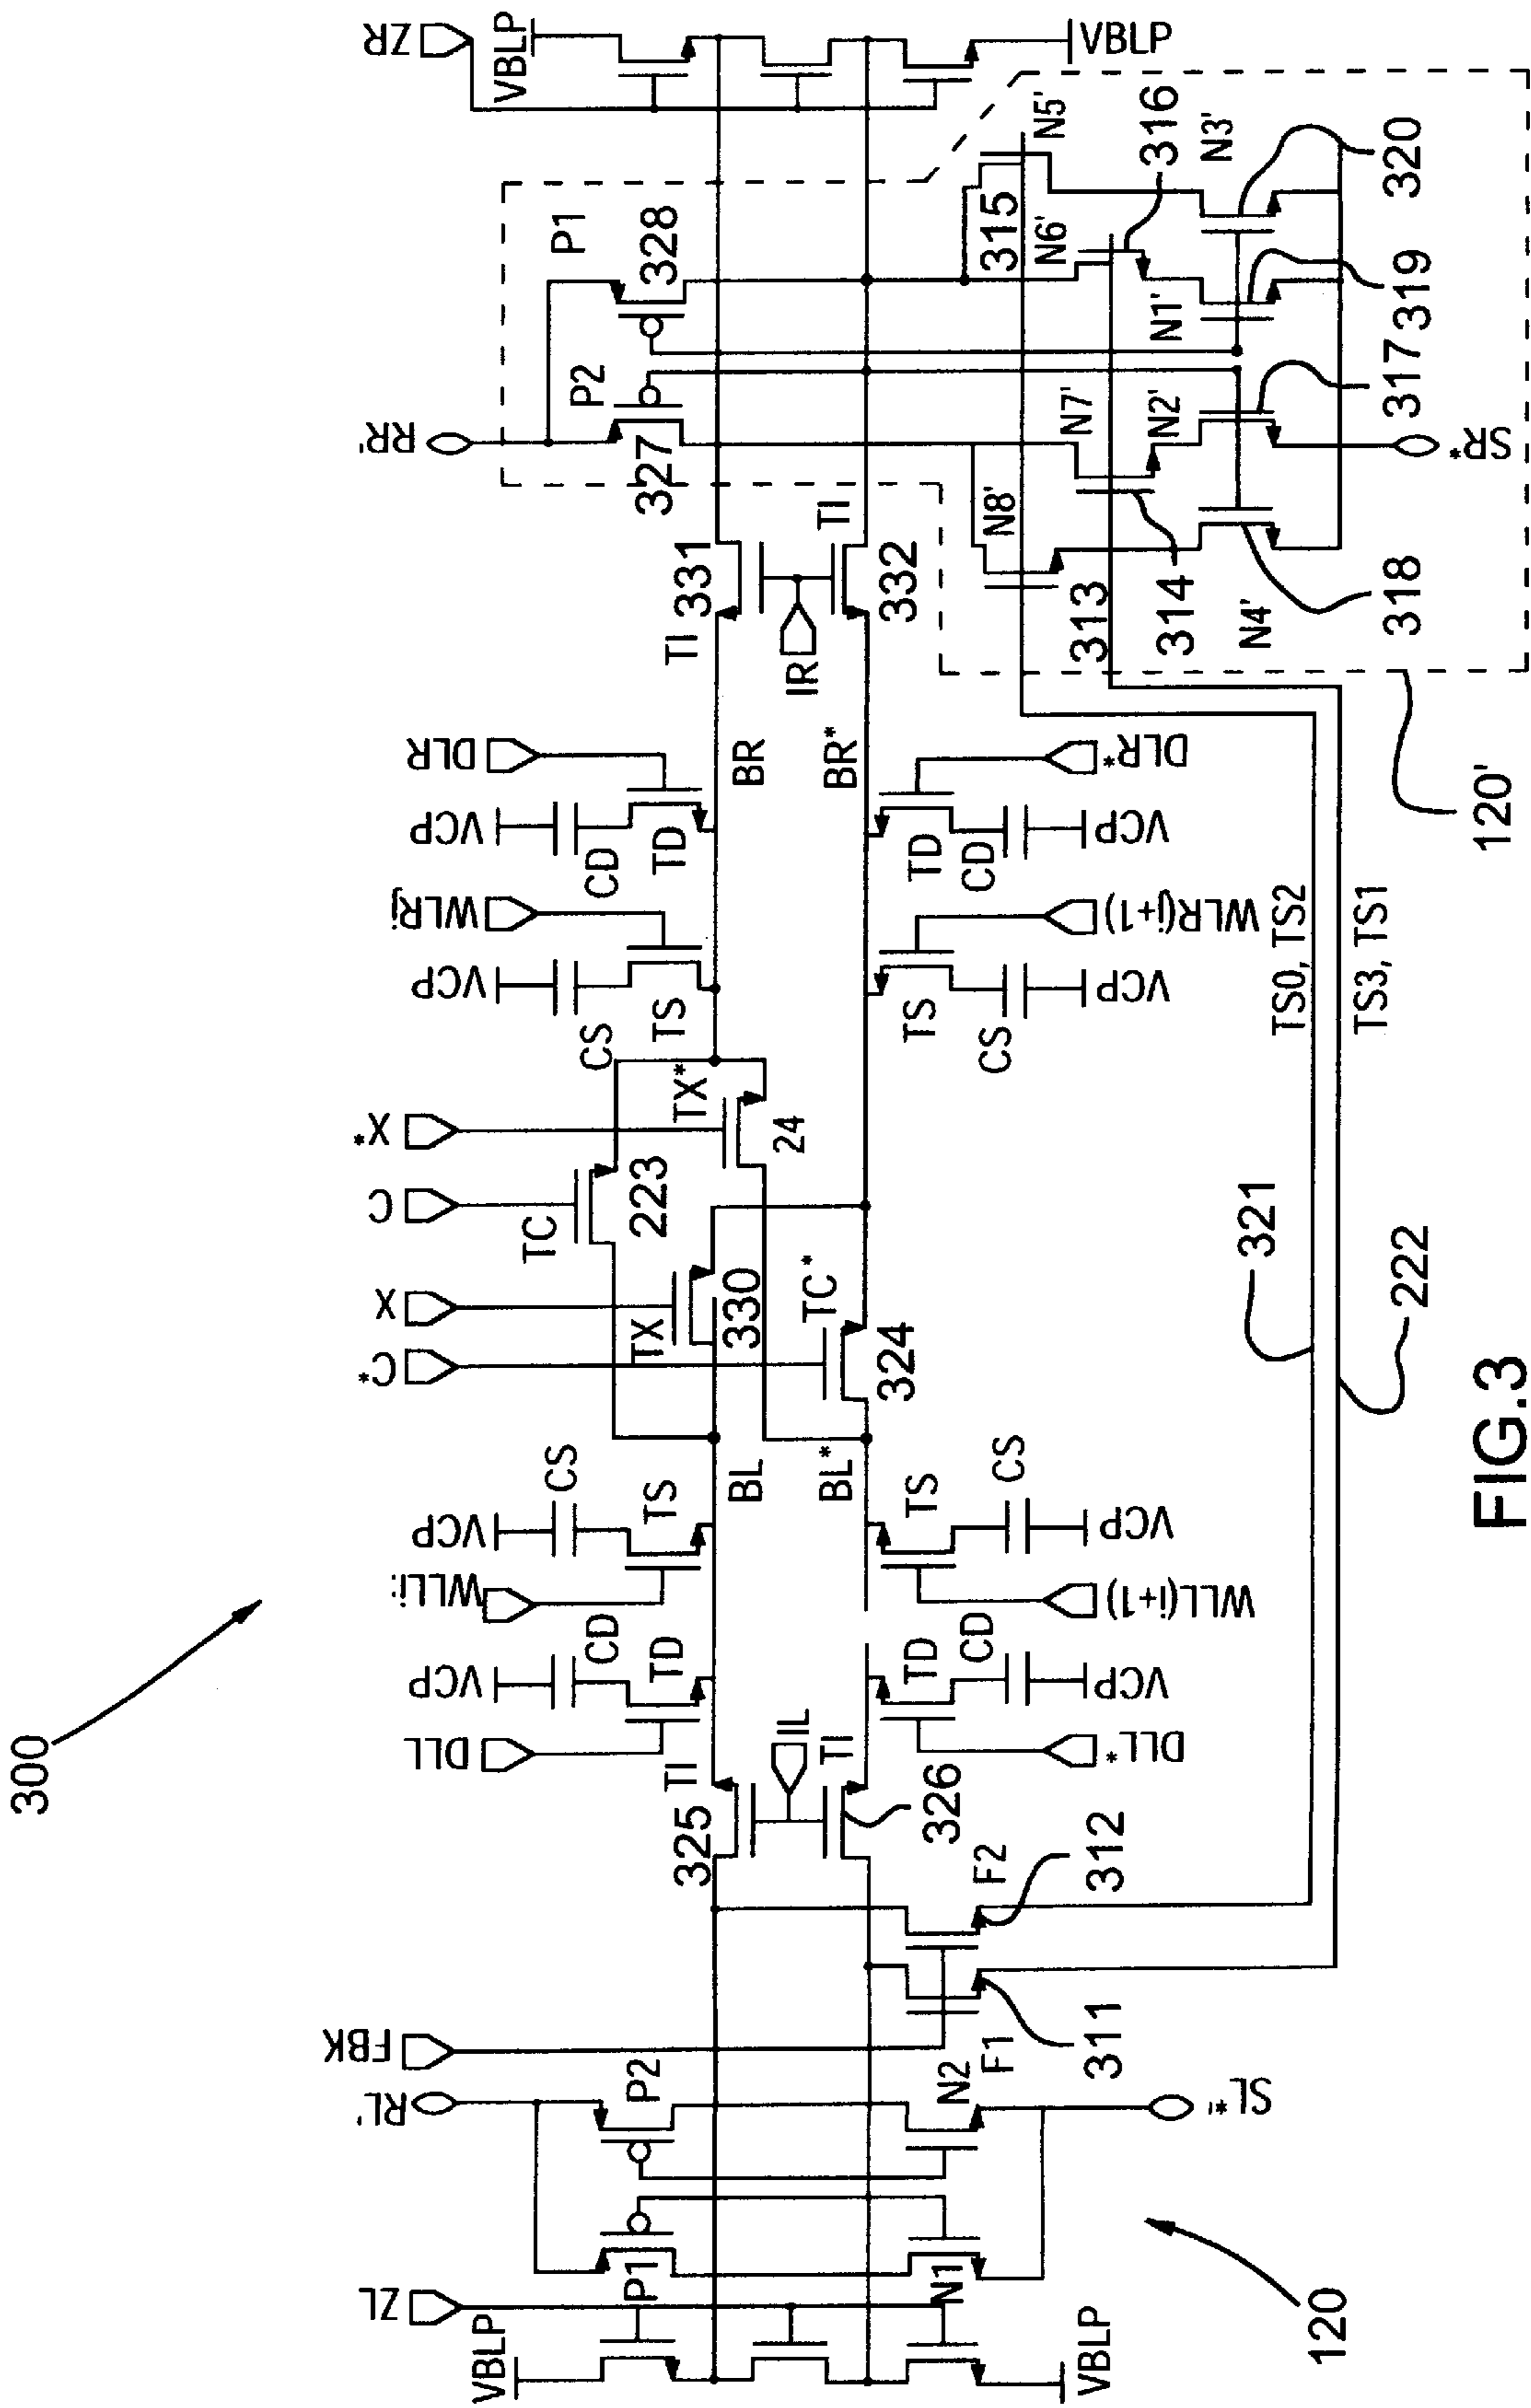 300
ZL
RL'
FBK
C*
X
C
X*
RR'
ZR
VBLP
VBLP
DLL
WLLi
VCP
VCP
VCP
VCP
WLRj
DLR
P1
P2
CD
CS
TC
223
CS
CD
P2
327
P1
328
325
TI
TD
TS
TX
330
TX*
TS
TD
TI
331
IL
BL
24
BR
IR
TI
BL*
TC*
BR*
TI
326
TD
TS
324
TS
TD
332
N1
N2
F1
F2
CD
CS
CS
CD
N8'
315
N5'
311
312
DLL*
VCP
WLL(i+1)
VCP
VCP
WLR(j+1)
VCP
DLR*
313
N7'
N6'
316
314
N2'
N1'
N3'
SL*'
N4'
VBLP
VBLP
120
321
222
TS0, TS2
TS3, TS1
318
317
319
320
SR*
120'
FIG.3